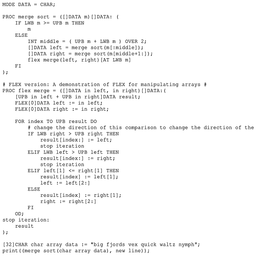 MODE DATA = CHAR;
PROC merge sort = ([]DATA m)[]DATA: (
IF LWB m >= UPB m THEN
m
ELSE
INT middle = ( UPB m + LWB m ) OVER 2;
[]DATA left = merge sort(m[:middle]);
[]DATA right = merge sort(m[middle+1:]);
flex merge(left, right)[AT LWB m]
FI
);
# FLEX version: A demonstration of FLEX for manipulating arrays #
PROC flex merge = ([]DATA in left, in right)[]DATA:(
[UPB in left + UPB in right]DATA result;
FLEX[0]DATA left := in left;
FLEX[0]DATA right := in right;
FOR index TO UPB result DO
# change the direction of this comparison to change the direction of the
IF LWB right > UPB right THEN
result[index:] := left;
stop iteration
ELIF LWB left > UPB left THEN
result[index:] := right;
stop iteration
ELIF left[1] <= right[1] THEN
result[index] := left[1];
left := left[2:]
ELSE
result[index] := right[1];
right := right[2:]
FI
OD;
stop iteration:
result
);
[32]CHAR char array data := "big fjords vex quick waltz nymph";
print((merge sort(char array data), new line));